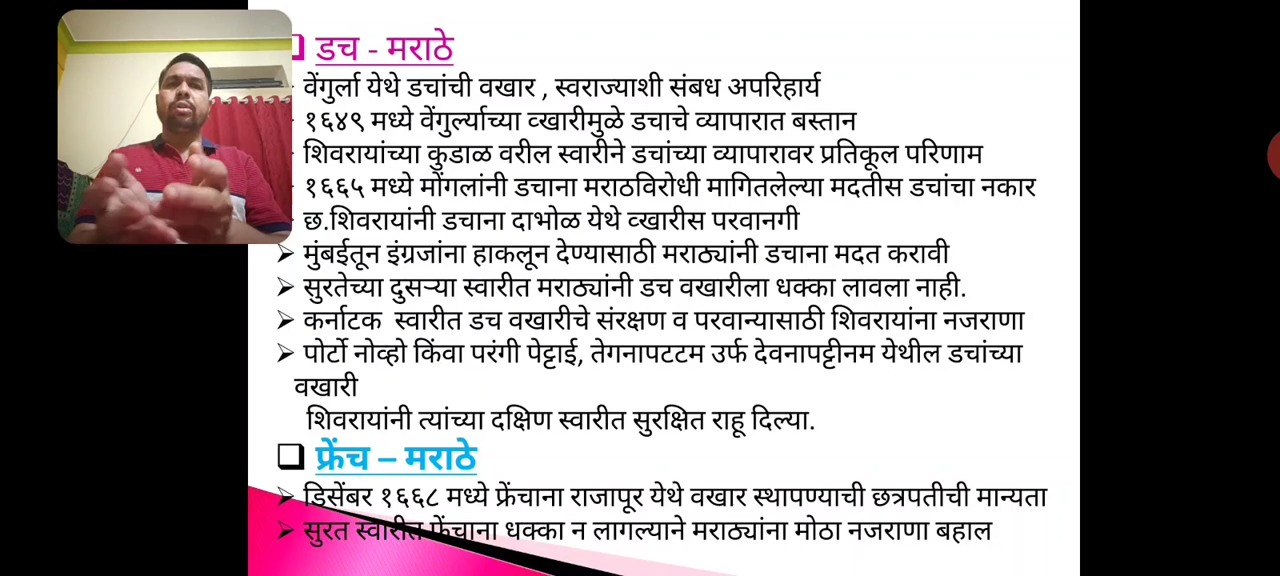 डच - मराठे
वेंगुर्ला येथे डचांची वखार , स्वराज्याशी संबध अपरिहार्य
१६४९ मध्ये वेंगुर्ल्याच्या व्खारीमुळे डचाचे व्यापारात बस्तान
शिवरायांच्या कुडाळ वरील स्वारीने डचांच्या व्यापारावर प्रतिकूल परिणाम
१६६५ मध्ये मोंगलांनी डचाना मराठविरोधी मागितलेल्या मदतीस डचांचा नकार
छ.शिवरायांनी डचाना दाभोळ येथे व्खारीस परवानगी
मुंबईतून इंग्रजांना हाकलून देण्यासाठी मराठ्यांनी डचाना मदत करावी
सुरतेच्या दुसऱ्या स्वारीत मराठ्यांनी डच वखारीला धक्का लावला नाही.
कर्नाटक स्वारीत डच वखारीचे संरक्षण व परवान्यासाठी शिवरायांना नजराणा
पोर्टो नोव्हो किंवा परंगी पेट्टाई, तेगनापटटम उर्फ देवनापट्टीनम येथील डचांच्या
वखारी
शिवरायांनी त्यांच्या दक्षिण स्वारीत सुरक्षित राहू दिल्या.
फ्रेंच – मराठे
डिसेंबर १६६८ मध्ये फ्रेंचाना राजापूर येथे वखार स्थापण्याची छत्रपतीची मान्यता
सुरत स्वारीत फ्रेंचाना धक्का न लागल्याने मराठ्यांना मोठा नजराणा बहाल